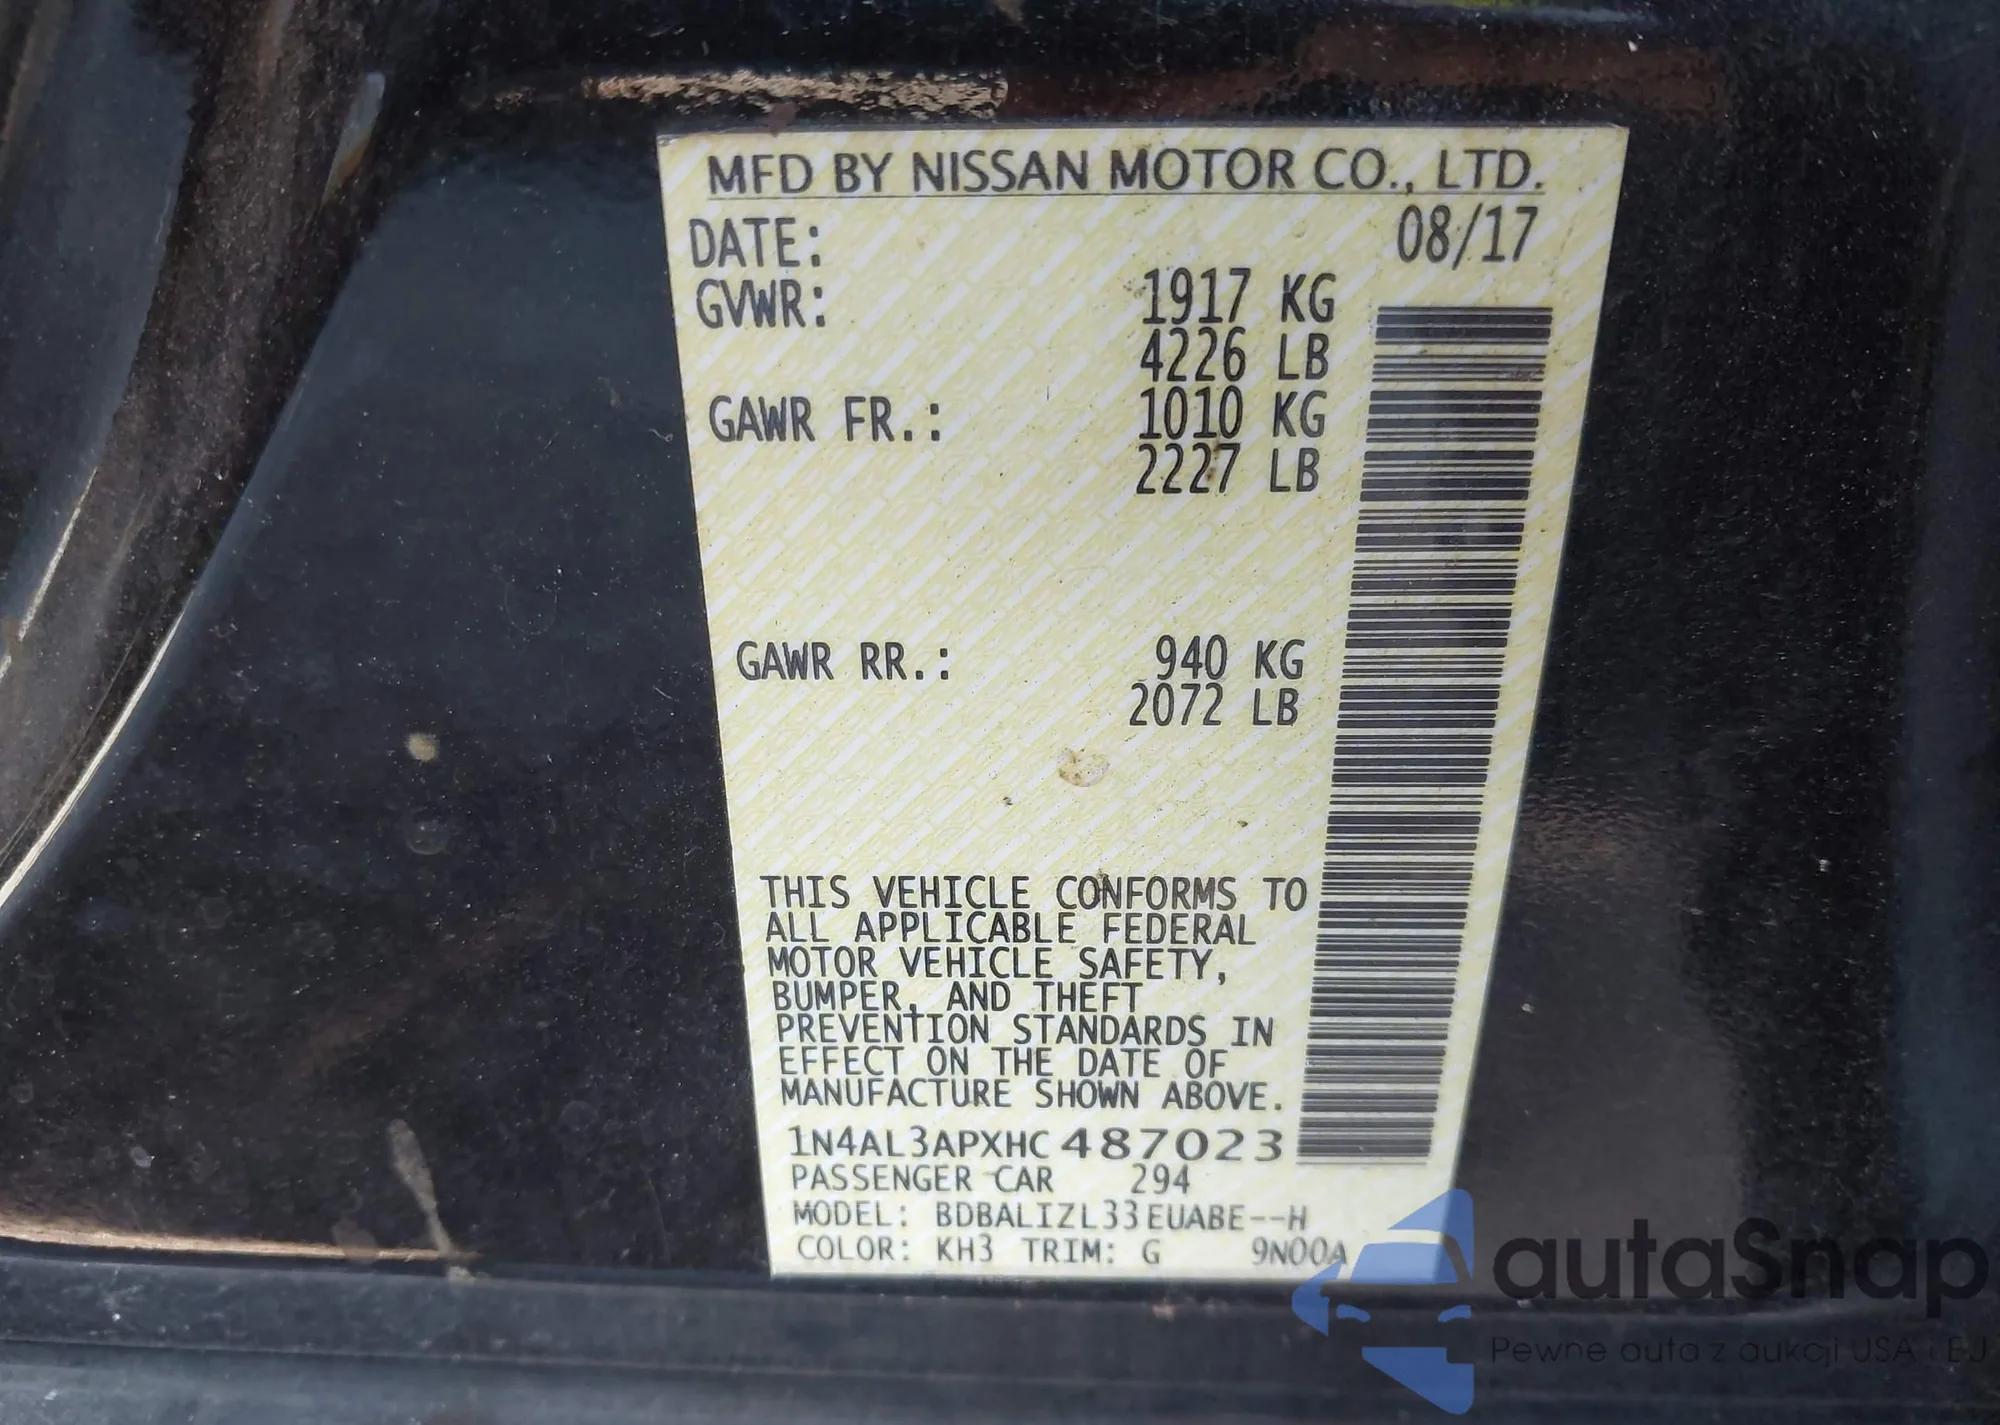 MFD BY NISSAN MOTOR CO., LTD.
DATE: 08/17
GVWR: 1917 KG
4226 LB
GAWR FR.: 1010 KG
2227 LB
GAWR RR.: 940 KG
2072 LB
THIS VEHICLE CONFORMS TO
ALL APPLICABLE FEDERAL
MOTOR VEHICLE SAFETY,
BUMPER, AND THEFT
PREVENTION STANDARDS IN
EFFECT ON THE DATE OF
MANUFACTURE SHOWN ABOVE.
1N4AL3APXHC487023
PASSENGER CAR 294
MODEL: BDBALIZL33EUABE--H
COLOR: KH3 TRIM: G 9N00A
autaSnap
Pewne auta z aukcji USA i EJ